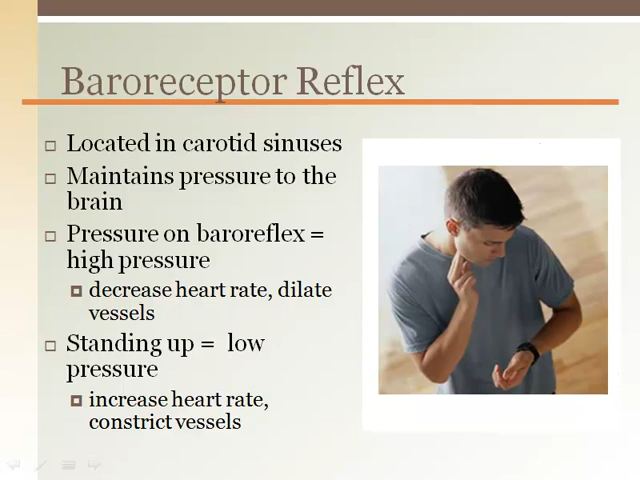 Baroreceptor Reflex
Located in carotid sinuses
Maintains pressure to the
brain
Pressure on baroreflex =
high pressure
decrease heart rate, dilate
vessels
Standing up = low
pressure
increase heart rate,
constrict vessels